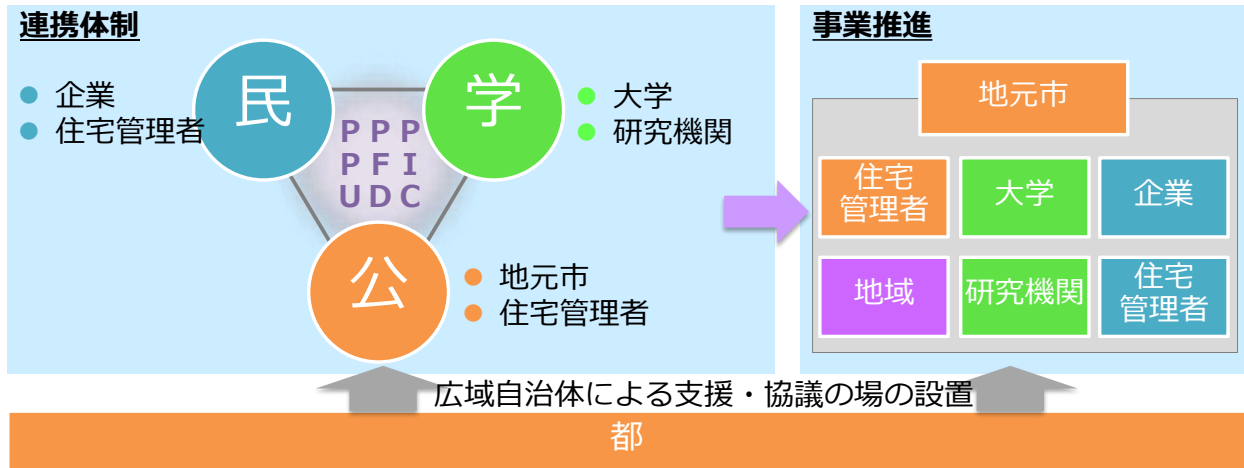 連携体制
民
● 企業
● 住宅管理者
学
● 大学
● 研究機関
ＰＰＰ
ＰＦＩ
ＵＤＣ
公
● 地元市
● 住宅管理者
事業推進
地元市
住宅
管理者
大学
企業
地域
研究機関
住宅
管理者
広域自治体による支援・協議の場の設置
都